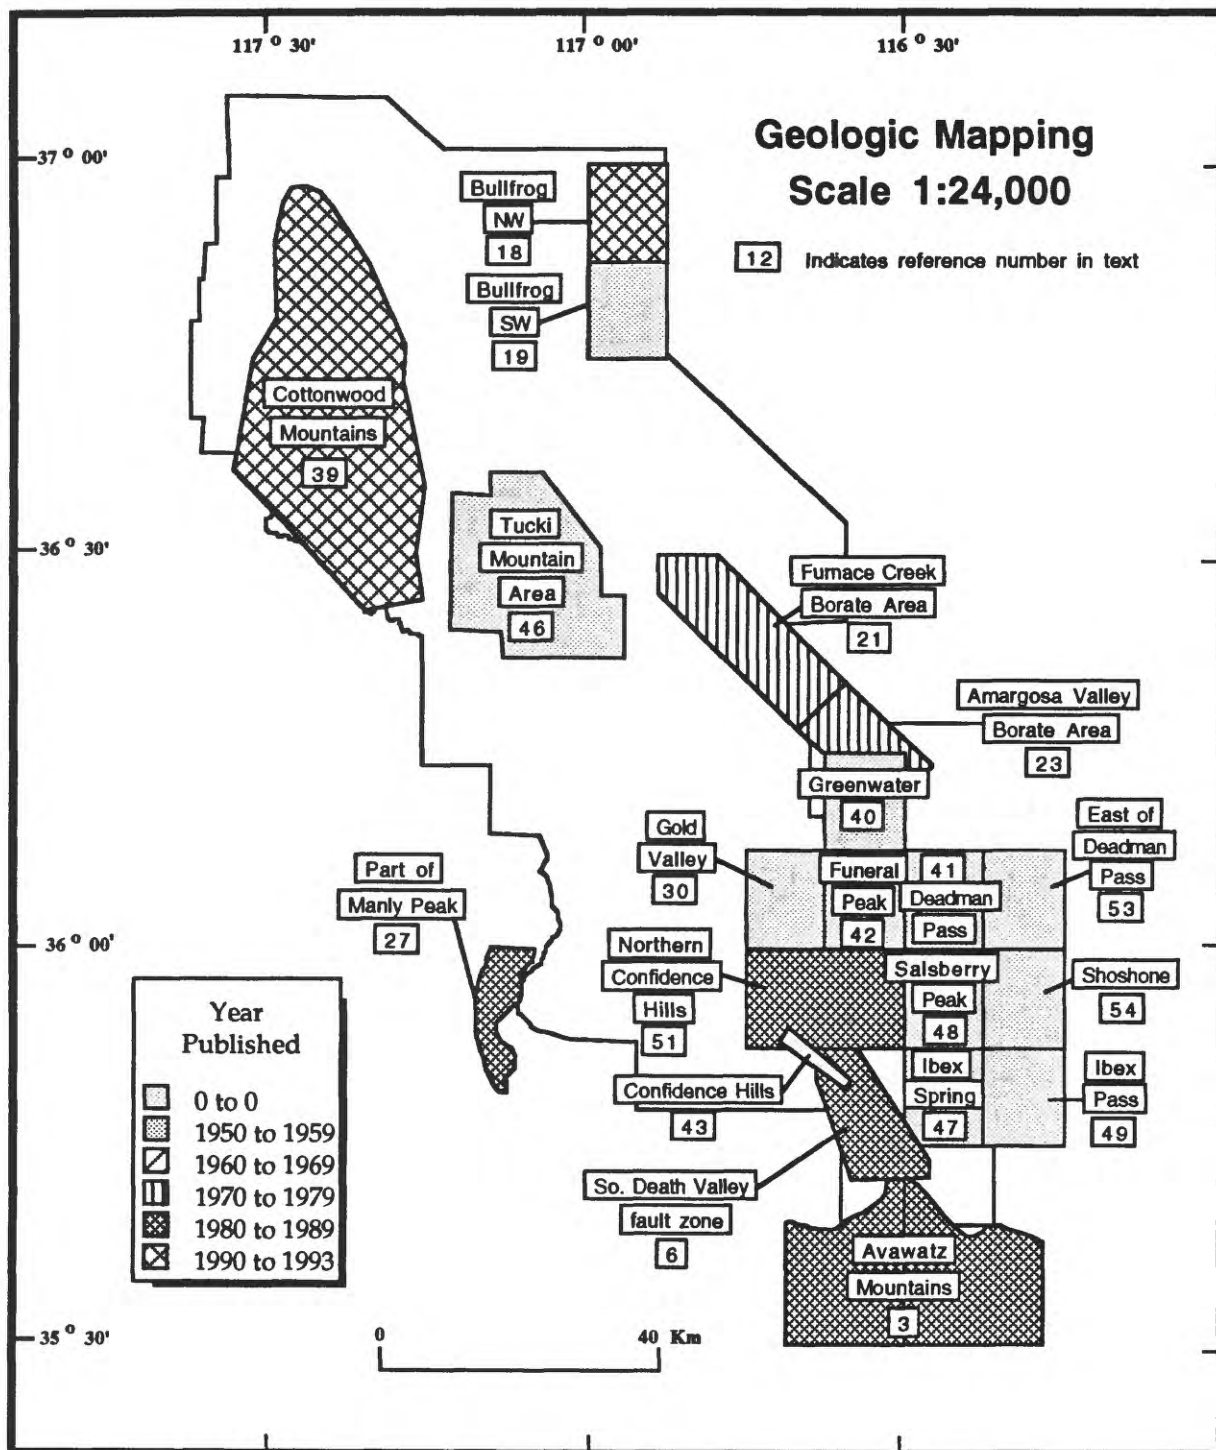 117 ° 30'
117 ° 00'
116 ° 30'
Geologic Mapping
Scale 1:24,000
12 Indicates reference number in text
37 ° 00'
Bullfrog
NW
18
Bullfrog
SW
19
Cottonwood
Mountains
39
36 ° 30'
Tucki
Mountain
Area
46
Furnace Creek
Borate Area
21
Amargosa Valley
Borate Area
23
Greenwater
40
Gold
Valley
30
Funeral
Peak
42
41
Deadman
Pass
East of
Deadman
Pass
53
Part of
Manly Peak
27
36 ° 00'
Northern
Confidence
Hills
51
Salsberry
Peak
48
Shoshone
54
Confidence Hills
43
Ibex
Spring
47
Ibex
Pass
49
So. Death Valley
fault zone
6
Avawatz
Mountains
3
Year
Published
0 to 0
1950 to 1959
1960 to 1969
1970 to 1979
1980 to 1989
1990 to 1993
35 ° 30'
0
40 Km